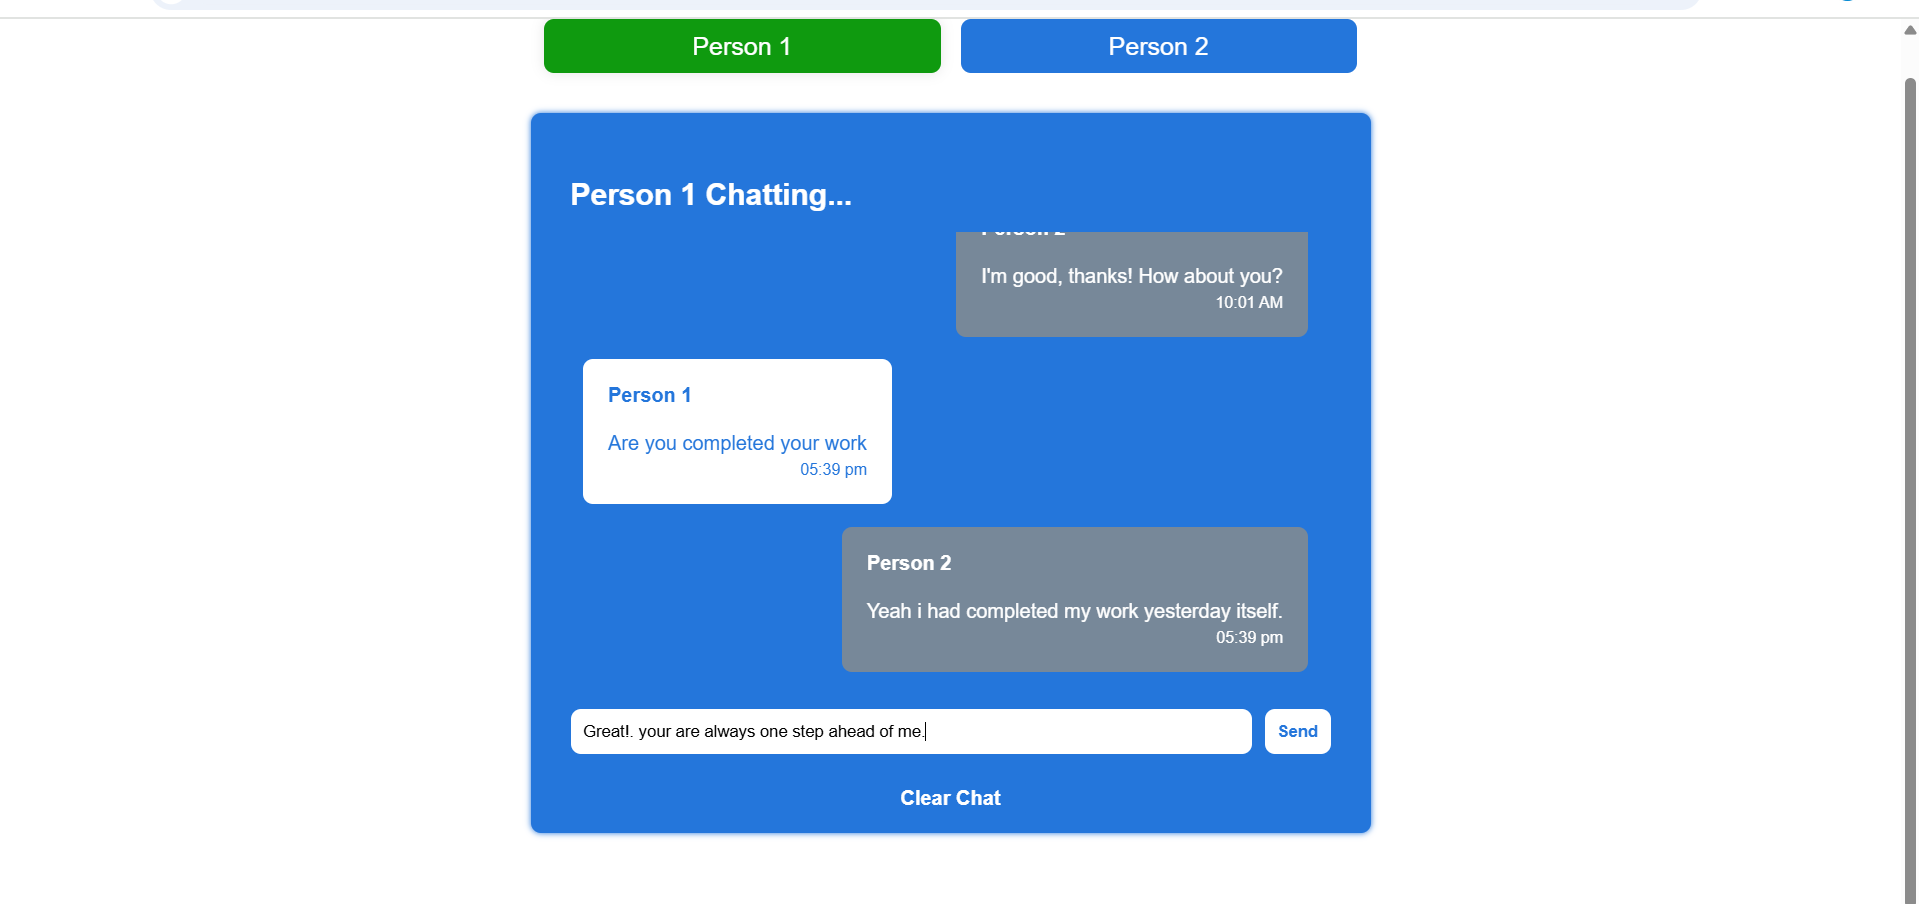 Person 1
Person 2
Person 1 Chatting...
Person 2
I'm good, thanks! How about you?
10:01 AM
Person 1
Are you completed your work
05:39 pm
Person 2
Yeah i had completed my work yesterday itself.
05:39 pm
Great!. your are always one step ahead of me.
Send
Clear Chat